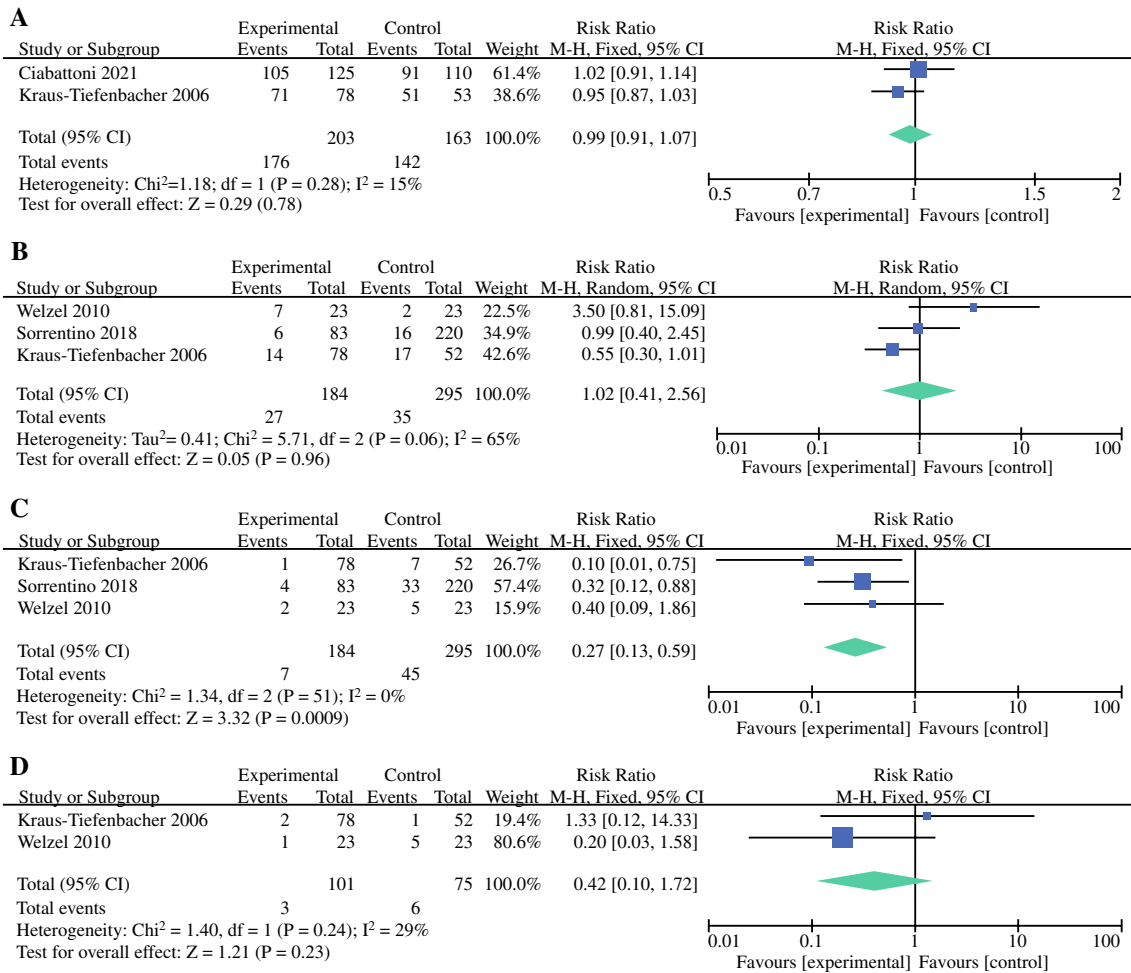 A
Experimental Control Risk Ratio Risk Ratio
Study or Subgroup Events Total Events Total Weight M-H, Fixed, 95% CI M-H, Fixed, 95% CI
Ciabattoni 2021 105 125 91 110 61.4% 1.02 [0.91, 1.14]
Kraus-Tiefenbacher 2006 71 78 51 53 38.6% 0.95 [0.87, 1.03]
Total (95% CI) 203 163 100.0% 0.99 [0.91, 1.07]
Total events 176 142
Heterogeneity: Chi²=1.18; df = 1 (P = 0.28); I² = 15%
Test for overall effect: Z = 0.29 (0.78)
0.5 0.7 1 1.5 2
Favours [experimental] Favours [control]
B
Experimental Control Risk Ratio Risk Ratio
Study or Subgroup Events Total Events Total Weight M-H, Random, 95% CI M-H, Random, 95% CI
Welzel 2010 7 23 2 23 22.5% 3.50 [0.81, 15.09]
Sorrentino 2018 6 83 16 220 34.9% 0.99 [0.40, 2.45]
Kraus-Tiefenbacher 2006 14 78 17 52 42.6% 0.55 [0.30, 1.01]
Total (95% CI) 184 295 100.0% 1.02 [0.41, 2.56]
Total events 27 35
Heterogeneity: Tau²= 0.41; Chi² = 5.71, df = 2 (P = 0.06); I² = 65%
Test for overall effect: Z = 0.05 (P = 0.96)
0.01 0.1 1 10 100
Favours [experimental] Favours [control]
C
Experimental Control Risk Ratio Risk Ratio
Study or Subgroup Events Total Events Total Weight M-H, Fixed, 95% CI M-H, Fixed, 95% CI
Kraus-Tiefenbacher 2006 1 78 7 52 26.7% 0.10 [0.01, 0.75]
Sorrentino 2018 4 83 33 220 57.4% 0.32 [0.12, 0.88]
Welzel 2010 2 23 5 23 15.9% 0.40 [0.09, 1.86]
Total (95% CI) 184 295 100.0% 0.27 [0.13, 0.59]
Total events 7 45
Heterogeneity: Chi² = 1.34, df = 2 (P = 51); I² = 0%
Test for overall effect: Z = 3.32 (P = 0.0009)
0.01 0.1 1 10 100
Favours [experimental] Favours [control]
D
Experimental Control Risk Ratio Risk Ratio
Study or Subgroup Events Total Events Total Weight M-H, Fixed, 95% CI M-H, Fixed, 95% CI
Kraus-Tiefenbacher 2006 2 78 1 52 19.4% 1.33 [0.12, 14.33]
Welzel 2010 1 23 5 23 80.6% 0.20 [0.03, 1.58]
Total (95% CI) 101 75 100.0% 0.42 [0.10, 1.72]
Total events 3 6
Heterogeneity: Chi² = 1.40, df = 1 (P = 0.24); I² = 29%
Test for overall effect: Z = 1.21 (P = 0.23)
0.01 0.1 1 10 100
Favours [experimental] Favours [control]